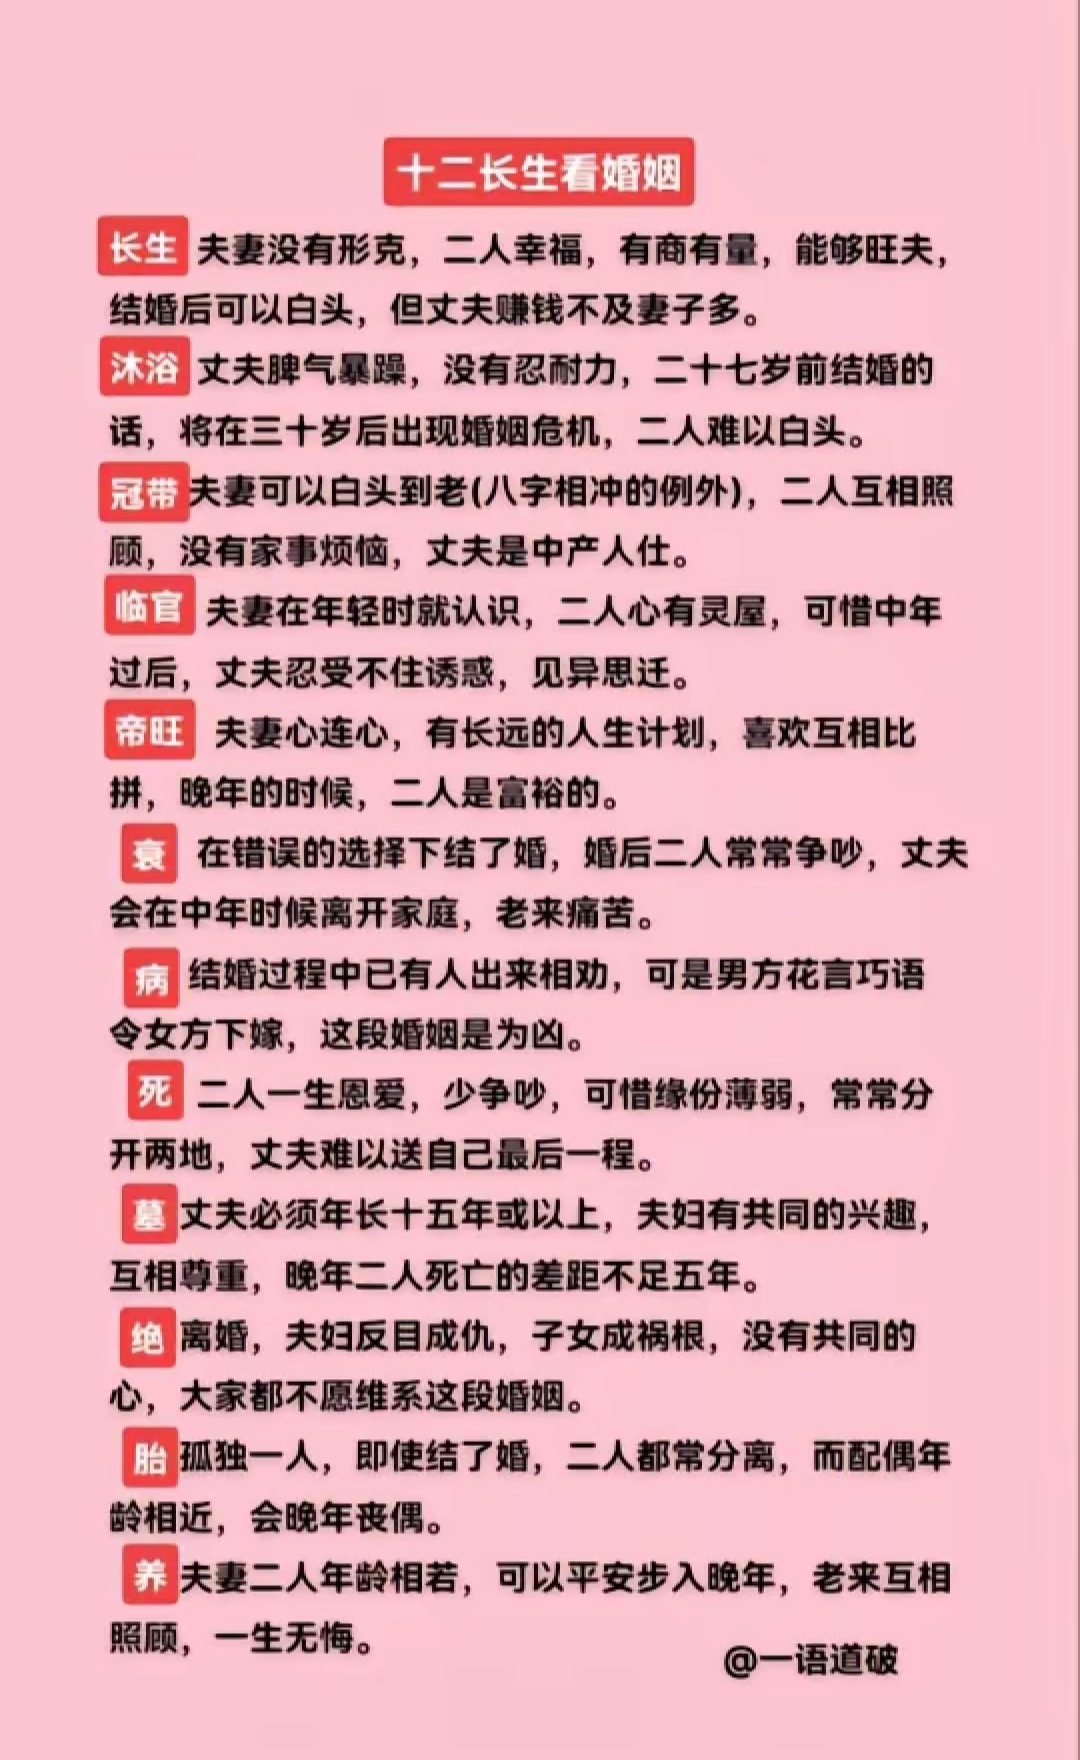 十二长生看婚姻
长生 夫妻没有形克，二人幸福，有商有量，能够旺夫，
结婚后可以白头，但丈夫赚钱不及妻子多。
沐浴 丈夫脾气暴躁，没有忍耐力，二十七岁前结婚的
话，将在三十岁后出现婚姻危机，二人难以白头。
冠带 夫妻可以白头到老(八字相冲的例外)，二人互相照
顾，没有家事烦恼，丈夫是中产人仕。
临官 夫妻在年轻时就认识，二人心有灵屋，可惜中年
过后，丈夫忍受不住诱惑，见异思迁。
帝旺 夫妻心连心，有长远的人生计划，喜欢互相比
拼，晚年的时候，二人是富裕的。
衰 在错误的选择下结了婚，婚后二人常常争吵，丈夫
会在中年时候离开家庭，老来痛苦。
病 结婚过程中已有人出来相劝，可是男方花言巧语
令女方下嫁，这段婚姻是为凶。
死 二人一生恩爱，少争吵，可惜缘份薄弱，常常分
开两地，丈夫难以送自己最后一程。
墓 丈夫必须年长十五年或以上，夫妇有共同的兴趣，
互相尊重，晚年二人死亡的差距不足五年。
绝 离婚，夫妇反目成仇，子女成祸根，没有共同的
心，大家都不愿维系这段婚姻。
胎 孤独一人，即使结了婚，二人都常分离，而配偶年
龄相近，会晚年丧偶。
养 夫妻二人年龄相若，可以平安步入晚年，老来互相
照顾，一生无悔。
@一语道破